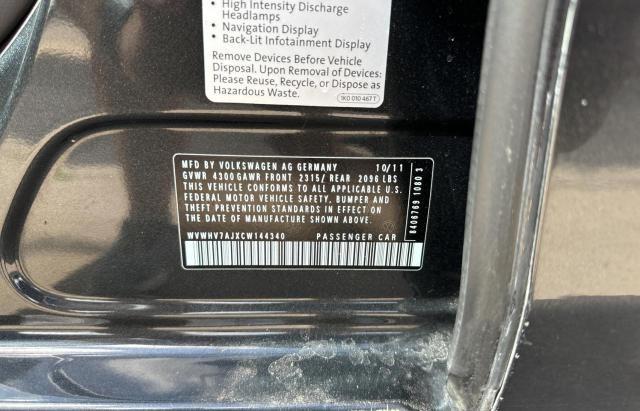 • High Intensity Discharge
Headlamps
• Navigation Display
• Back-Lit Infotainment Display
Remove Devices Before Vehicle
Disposal. Upon Removal of Devices:
Please Reuse, Recycle, or Dispose as
Hazardous Waste.
1K0 010 467 T
MFD BY VOLKSWAGEN AG GERMANY 10/11
GVWR 4300 GAWR FRONT 2315/ REAR 2096 LBS
THIS VEHICLE CONFORMS TO ALL APPLICABLE U.S.
FEDERAL MOTOR VEHICLE SAFETY, BUMPER AND
THEFT PREVENTION STANDARDS IN EFFECT ON
THE DATE OF MANUFACTURE SHOWN ABOVE.
WVWHV7AJXCW144340 PASSENGER CAR
8406769 1080 3